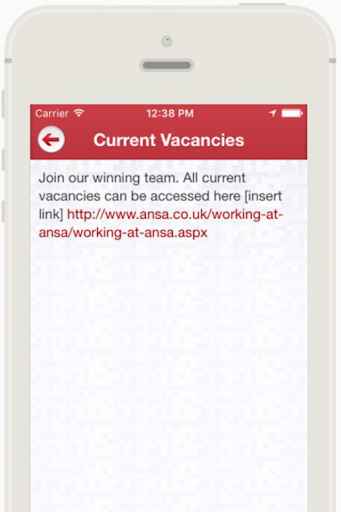 Carrier 12:38 PM
Current Vacancies
Join our winning team. All current
vacancies can be accessed here [insert
link] http://www.ansa.co.uk/working-at-
ansa/working-at-ansa.aspx